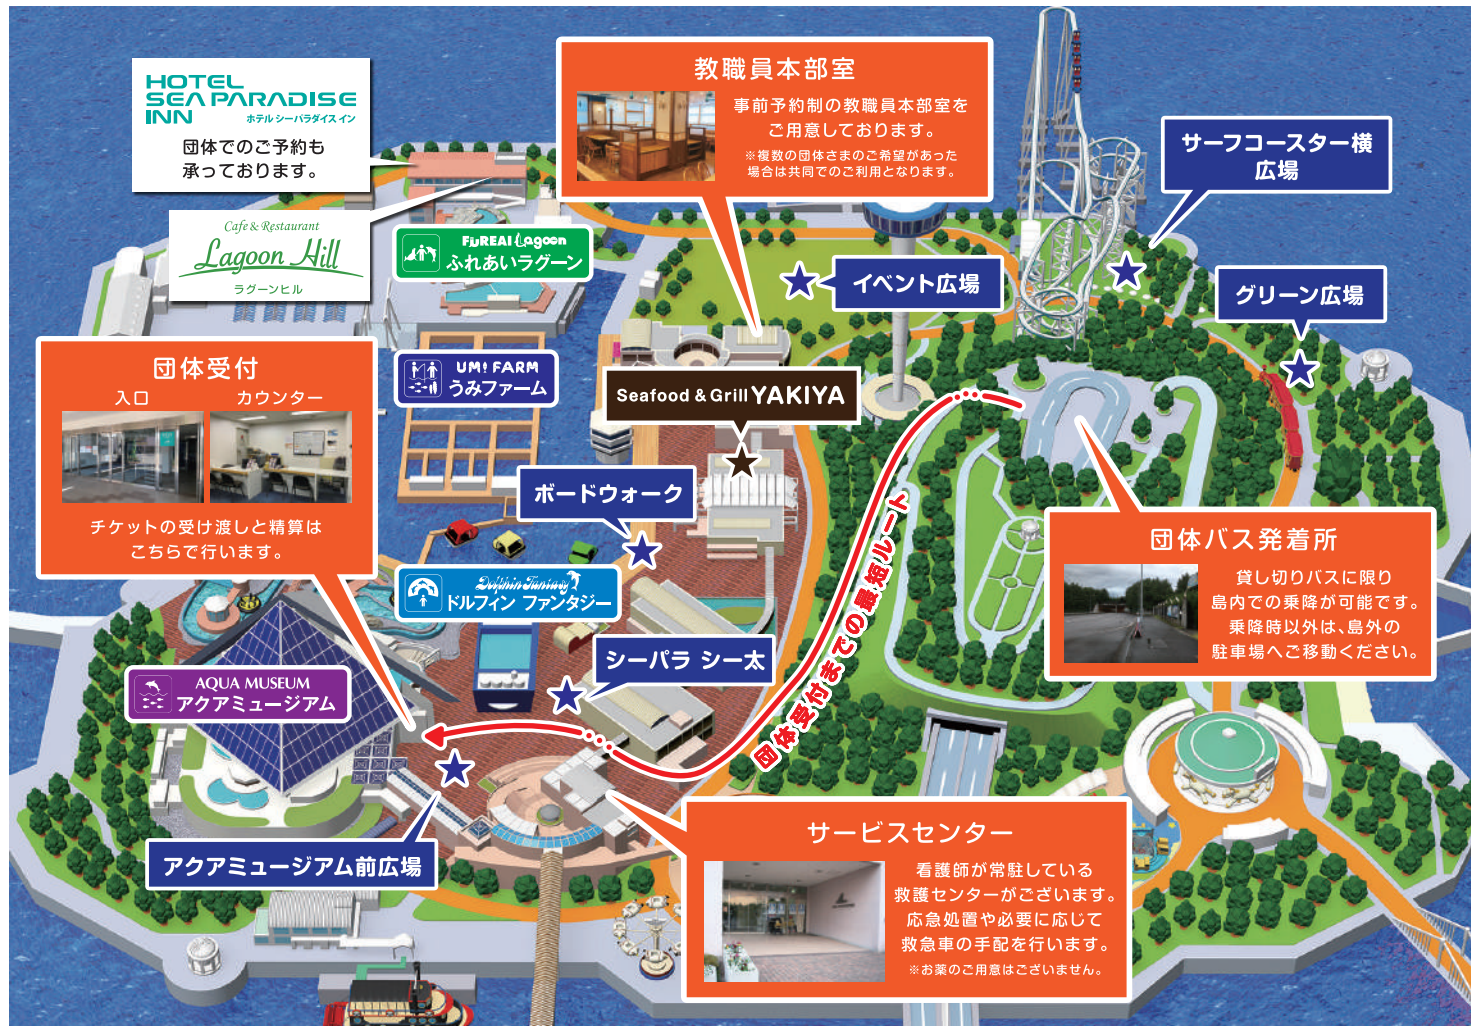 HOTEL
SEA PARADISE
INN ホテル シーパラダイス イン
団体でのご予約も
承っております。
Cafe & Restaurant
Lagoon Hill
ラグーンヒル
教職員本部室
事前予約制の教職員本部室を
ご用意しております。
※複数の団体さまのご希望があった
場合は共同でのご利用となります。
サーフコースター横
広場
FUREAI Lagoon
ふれあいラグーン
イベント広場
グリーン広場
団体受付
入口 カウンター
チケットの受け渡しと精算は
こちらで行います。
UMI FARM
うみファーム
Seafood & Grill YAKIYA
ボードウォーク
Dolphin Fantasy
ドルフィン ファンタジー
団体バス発着所
貸し切りバスに限り
島内での乗降が可能です。
乗降時以外は、島外の
駐車場へご移動ください。
団体受付までの最短ルート
シーパラ シー太
AQUA MUSEUM
アクアミュージアム
アクアミュージアム前広場
サービスセンター
看護師が常駐している
救護センターがございます。
応急処置や必要に応じて
救急車の手配を行います。
※お薬のご用意はございません。